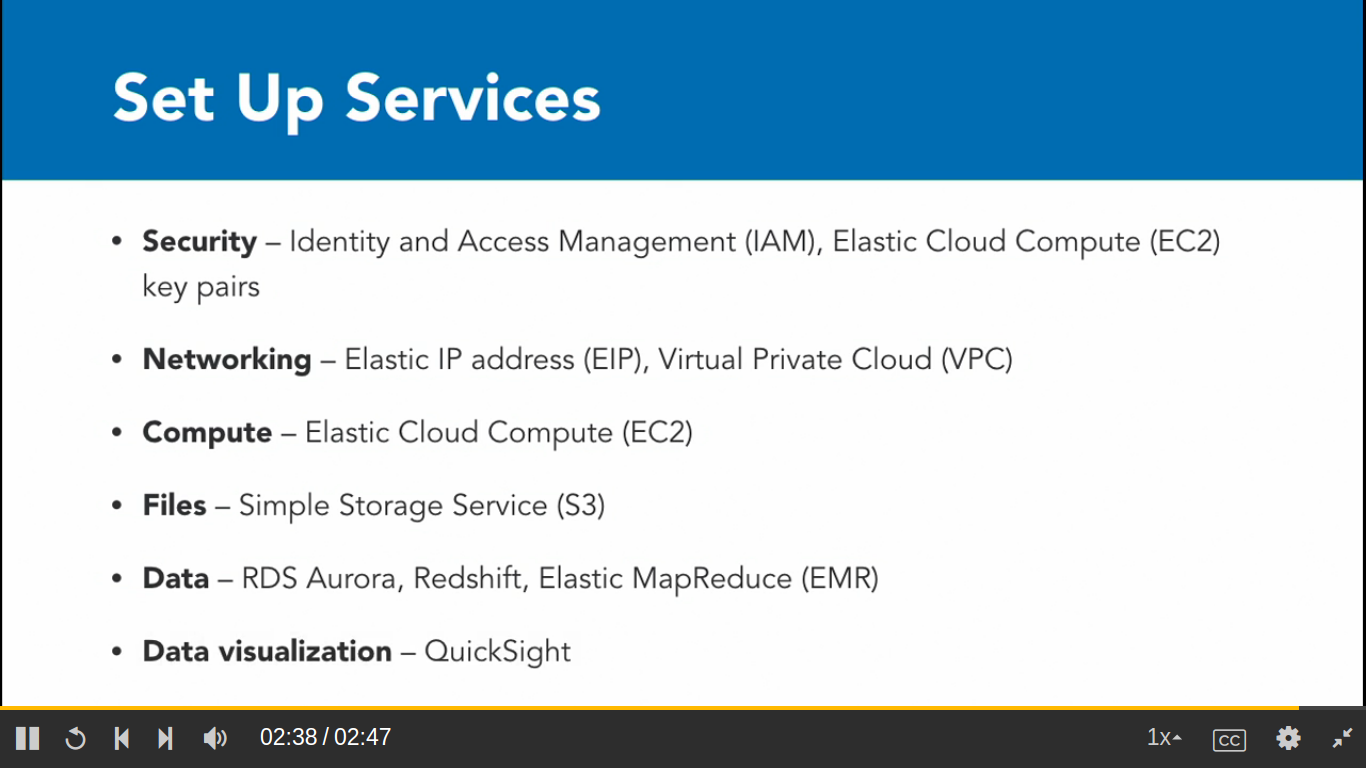 Set Up Services
• Security – Identity and Access Management (IAM), Elastic Cloud Compute (EC2)
key pairs
• Networking – Elastic IP address (EIP), Virtual Private Cloud (VPC)
• Compute – Elastic Cloud Compute (EC2)
• Files – Simple Storage Service (S3)
• Data – RDS Aurora, Redshift, Elastic MapReduce (EMR)
• Data visualization – QuickSight
02:38 / 02:47 1x CC